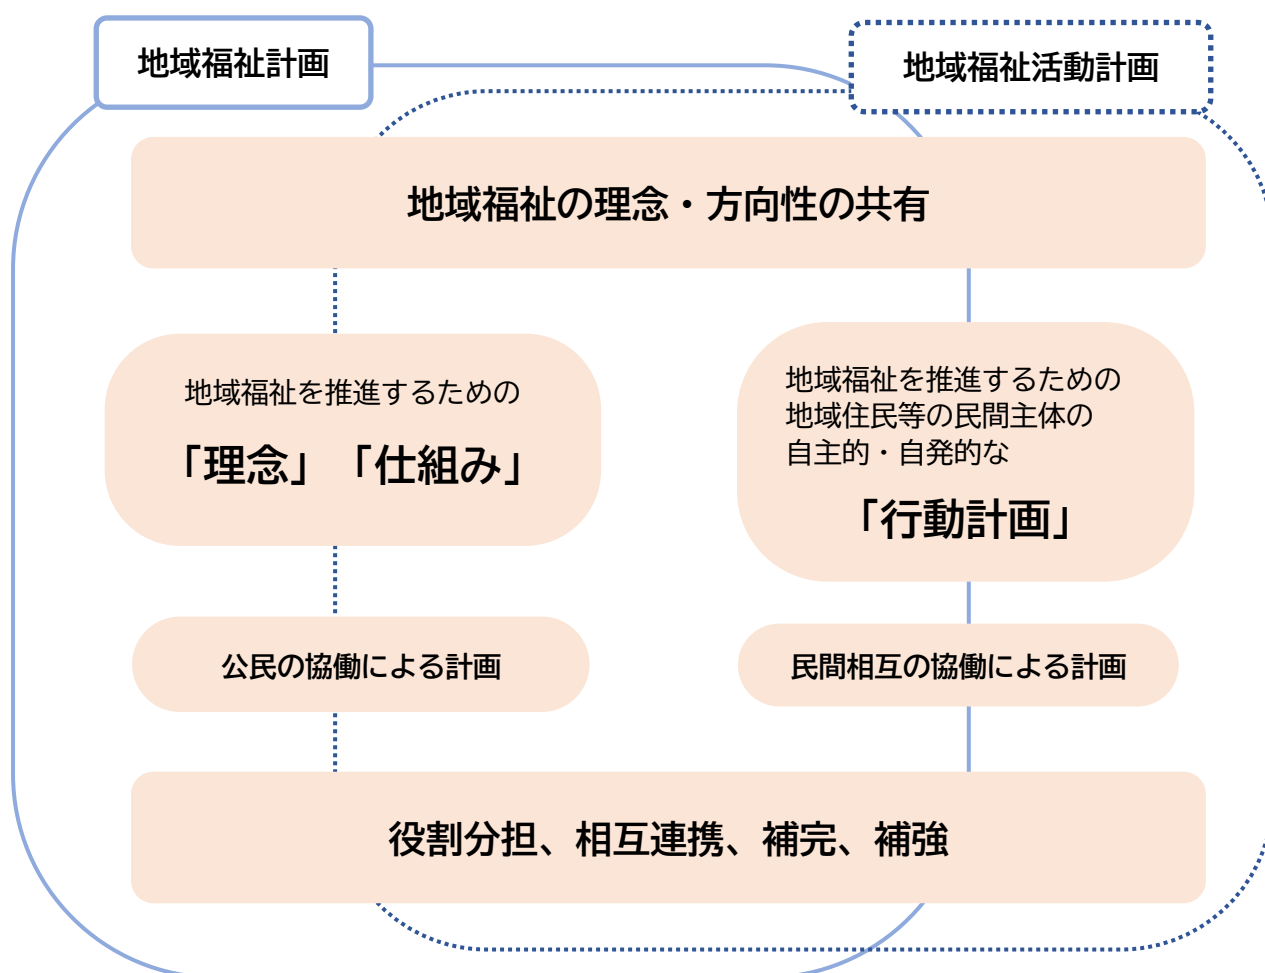 地域福祉計画
地域福祉活動計画
地域福祉の理念・方向性の共有
地域福祉を推進するための
「理念」「仕組み」
地域福祉を推進するための
地域住民等の民間主体の
自主的・自発的な
「行動計画」
公民の協働による計画
民間相互の協働による計画
役割分担、相互連携、補完、補強